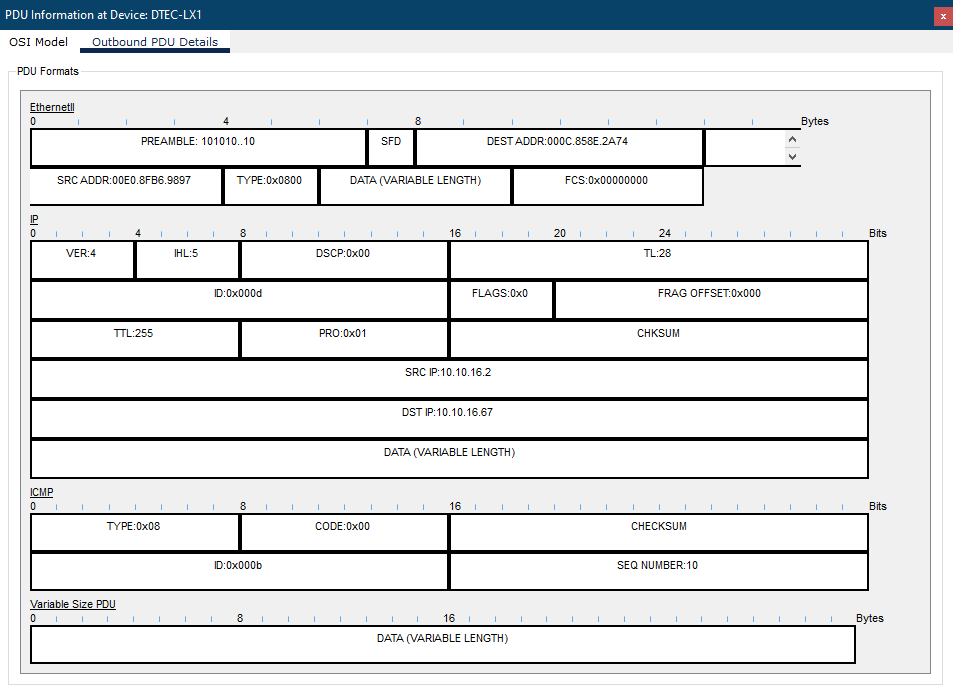 PDU Information at Device: DTEC-LX1 x
OSI Model Outbound PDU Details
PDU Formats
EthernetII
0 4 8 Bytes
PREAMBLE: 101010..10 SFD DEST ADDR:000C.858E.2A74
SRC ADDR:00E0.8FB6.9897 TYPE:0x0800 DATA (VARIABLE LENGTH) FCS:0x00000000
IP
0 4 8 16 20 24 Bits
VER:4 IHL:5 DSCP:0x00 TL:28
ID:0x000d FLAGS:0x0 FRAG OFFSET:0x000
TTL:255 PRO:0x01 CHKSUM
SRC IP:10.10.16.2
DST IP:10.10.16.67
DATA (VARIABLE LENGTH)
ICMP
0 8 16 Bits
TYPE:0x08 CODE:0x00 CHECKSUM
ID:0x000b SEQ NUMBER:10
Variable Size PDU
0 8 16 Bytes
DATA (VARIABLE LENGTH)